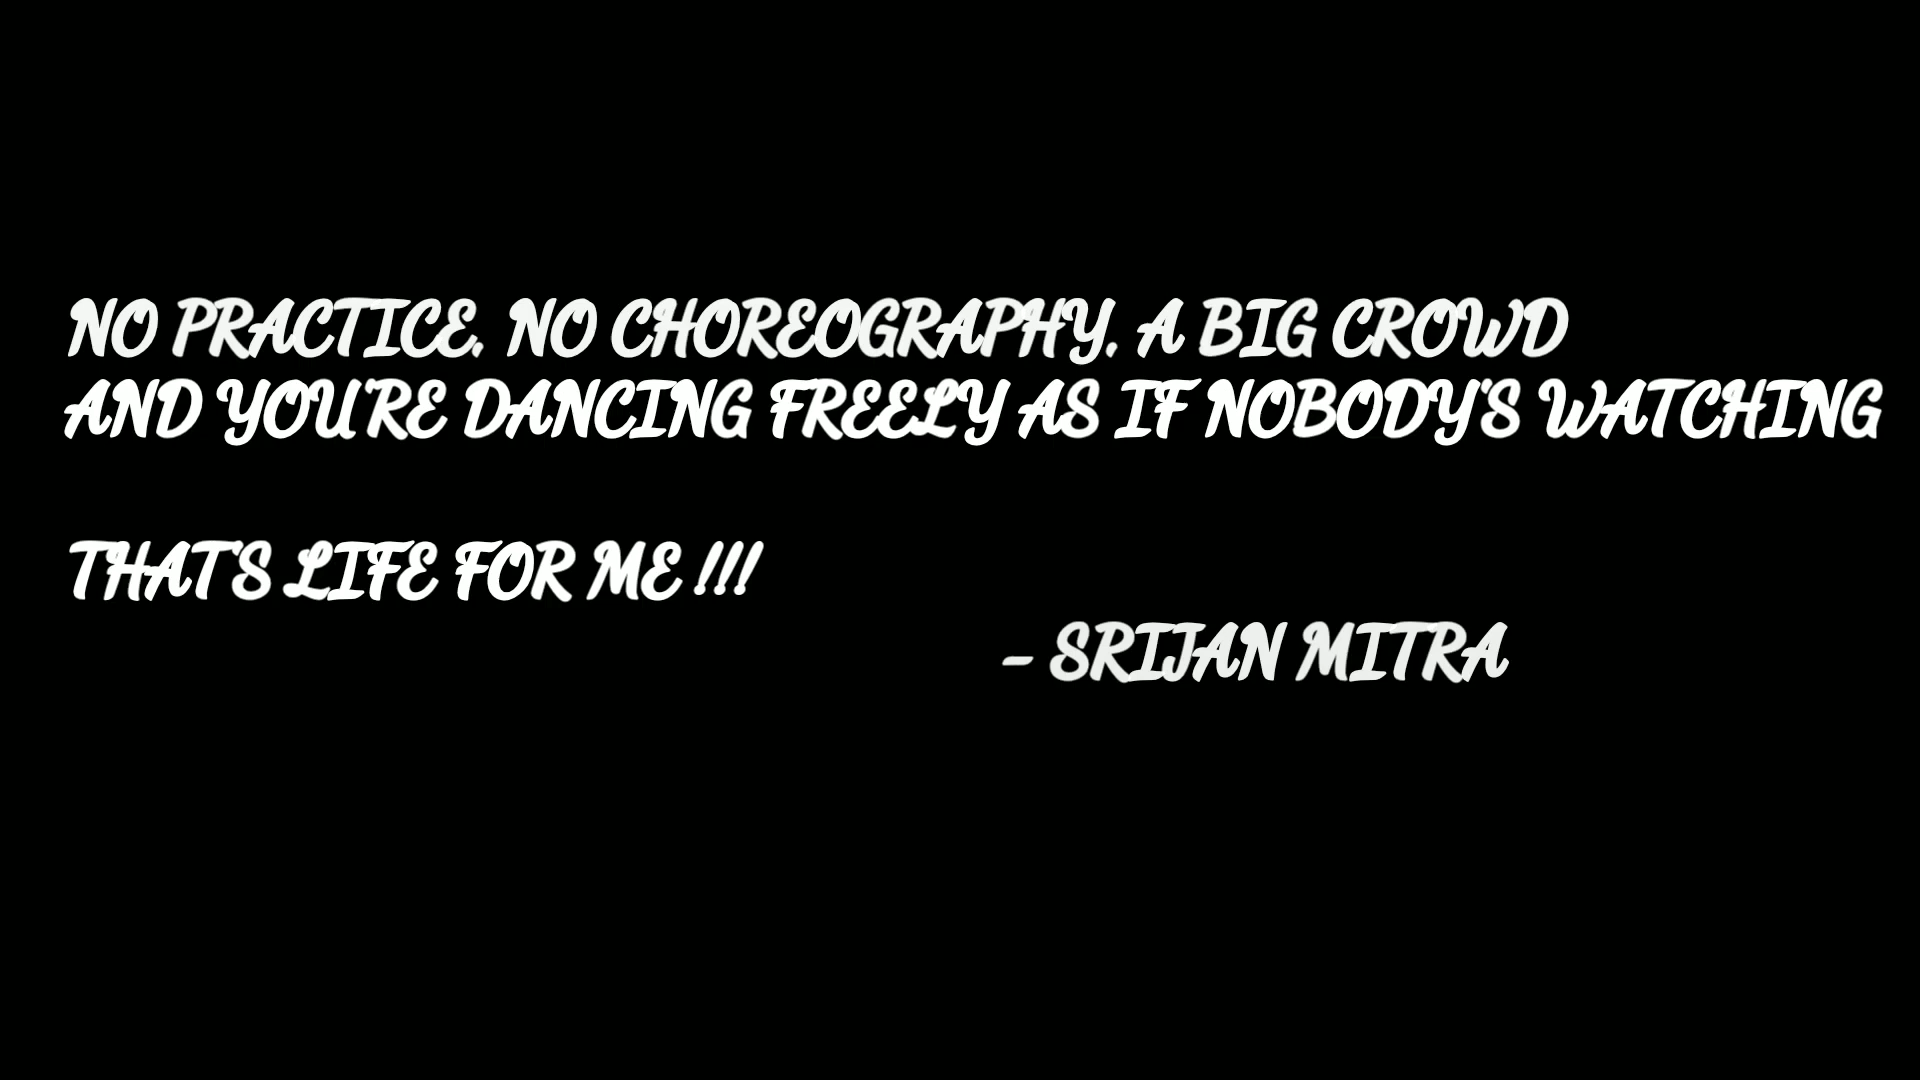 NO PRACTICE. NO CHOREOGRAPHY. A BIG CROWD
AND YOU'RE DANCING FREELY AS IF NOBODY'S WATCHING
THAT'S LIFE FOR ME !!!
- SRIJAN MITRA